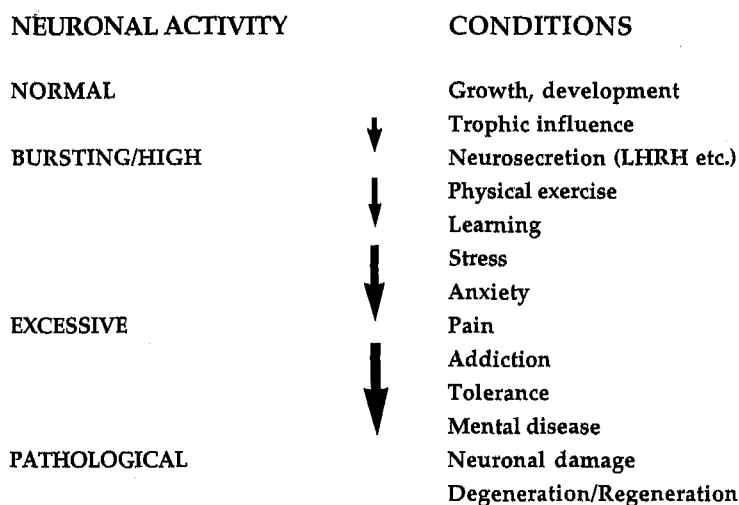 NEURONAL ACTIVITY CONDITIONS
NORMAL Growth, development
Trophic influence
BURSTING/HIGH Neurosecretion (LHRH etc.)
Physical exercise
Learning
Stress
Anxiety
EXCESSIVE Pain
Addiction
Tolerance
Mental disease
PATHOLOGICAL Neuronal damage
Degeneration/Regeneration